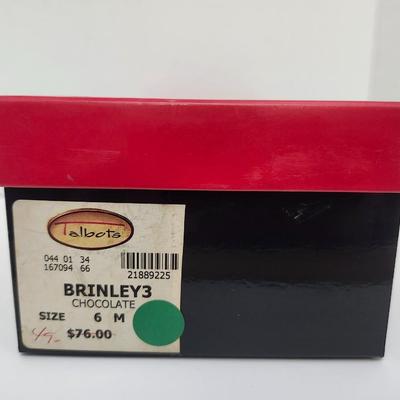 Talbots
044 01 34
167094 66
21889225
BRINLEY3
CHOCOLATE
SIZE 6 M
$76.00